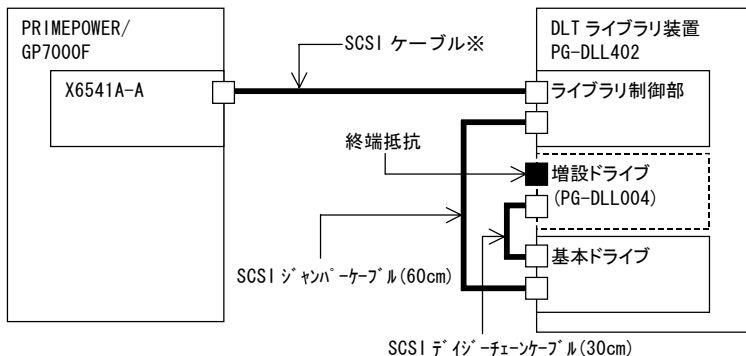 PRIMEPOWER/
GP7000F
X6541A-A
SCSI ケーブル※
DLT ライブラリ装置
PG-DLL402
ライブラリ制御部
終端抵抗
増設ドライブ
(PG-DLL004)
基本ドライブ
SCSI ｼﾞｬﾝﾊﾟｰケーブル(60cm)
SCSI ﾃﾞｲｼﾞｰﾁｪｰﾝケーブル(30cm)